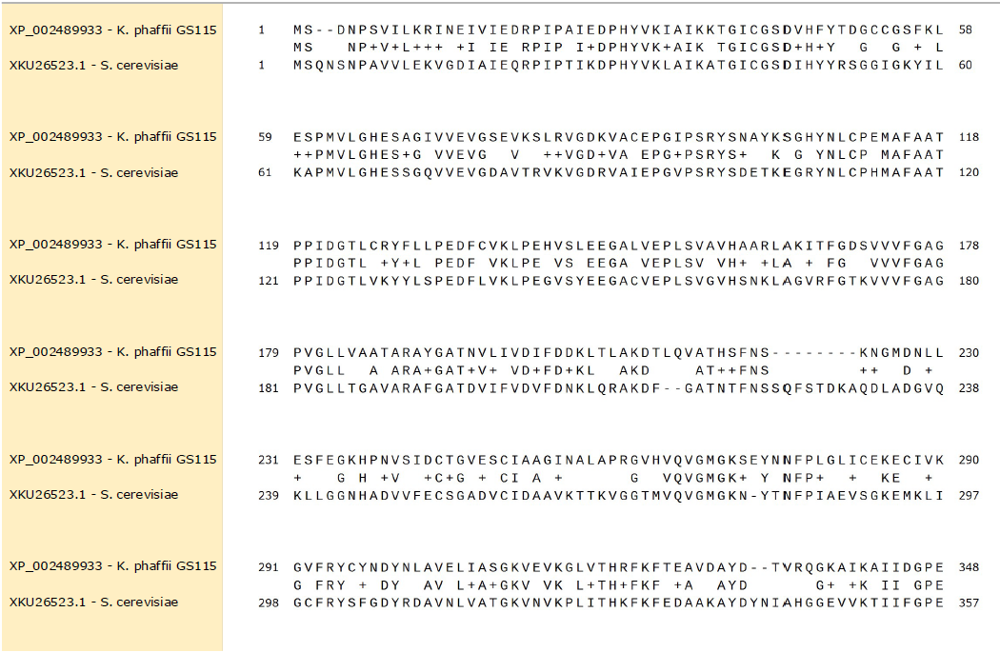 XP_002489933 - K. phaffii GS115 1 MS--DNPSVILKRINEIVIEDRPIPAIEDPHYVKIAIKKTGICGSDVHFYTDGCCGSFKL 58
MS NP+V+L+++ +I IE RPIP I+DPHYVK+AIK TGICGSD+H+Y G G + L
XKU26523.1 - S. cerevisiae 1 MSQNSNPAVVLEKVGDIAIEQRPIPTIKDPHYVKLAIKATGICGSDIHYYRSGGIGKYIL 60
XP_002489933 - K. phaffii GS115 59 ESPMVLGHESAGIVVEVGSEVKSLRVGDKVACEPGIPSRYSNAYKSGHYNLCPEMAFAAT 118
++PMVLGHES+G VVEVG V ++VGD+VA EPG+PSRYS+ K G YNLCP MAFAAT
XKU26523.1 - S. cerevisiae 61 KAPMVLGHESSGQVVEVGDAVTRVKVGDRVAIEPGVPSRYSDETKEGRYNLCPHMAFAAT 120
XP_002489933 - K. phaffii GS115 119 PPIDGTLCRYFLLPEDFCVKLPEHVSLEEGALVEPLSVAVHAARLAKITFGDSVVVFGAG 178
PPIDGTL +Y+L PEDF VKLPE VS EEGA VEPLSV VH+ +LA + FG VVVFGAG
XKU26523.1 - S. cerevisiae 121 PPIDGTLVKYYLSPEDFLVKLPEGVSYEEGACVEPLSVGVHSNKLAGVRFGTKVVVFGAG 180
XP_002489933 - K. phaffii GS115 179 PVGLLVAATARAYGATNVLIVDIFDDKLTLAKDTLQVATHSFNS--------KNGMDNLL 230
PVGLL A ARA+GAT+V+ VD+FD+KL AKD AT++FNS ++ D +
XKU26523.1 - S. cerevisiae 181 PVGLLTGAVARAFGATDVIFVDVFDNKLQRAKDF--GATNTFNSSQFSTDKAQDLADGVQ 238
XP_002489933 - K. phaffii GS115 231 ESFEGKHPNVSIDCTGVESCIAAGINALAPRGVHVQVGMGKSEYNNFPLGLICEKECIVK 290
+ G H +V +C+G + CI A + G VQVGMGK+ Y NFP+ + KE +
XKU26523.1 - S. cerevisiae 239 KLLGGNHADVVFECSGADVCIDAAVKTTKVGGTMVQVGMGKN-YTNFPIAEVSGKEMKLI 297
XP_002489933 - K. phaffii GS115 291 GVFRYCYNDYNLAVELIASGKVEVKGLVTHRFKFTEAVDAYD--TVRQGKAIKAIIDGPE 348
G FRY + DY AV L+A+GKV VK L+TH+FKF +A AYD G+ +K II GPE
XKU26523.1 - S. cerevisiae 298 GCFRYSFGDYRDAVNLVATGKVNVKPLITHKFKFEDAAKAYDYNIAHGGEVVKTIIFGPE 357